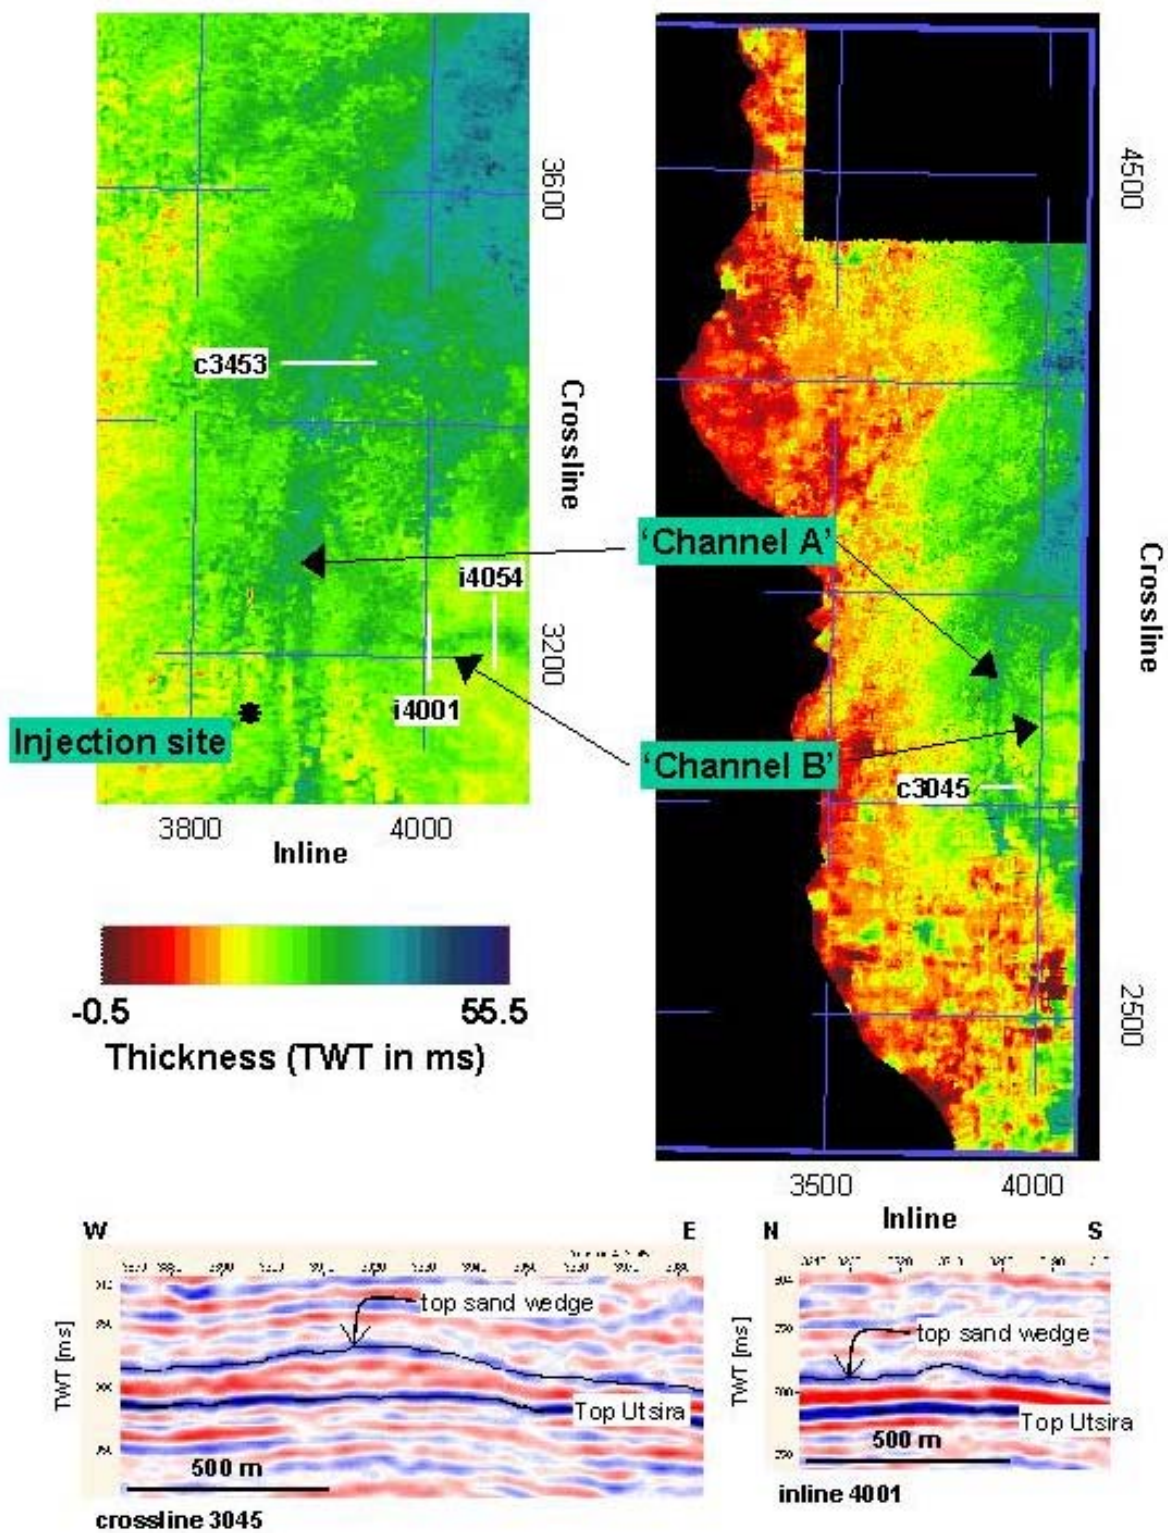 3600
4500
c3453
Crossline
'Channel A'
Crossline
i4054
3200
i4001
Injection site
'Channel B'
c3045
3800
4000
Inline
2500
-0.5
55.5
Thickness (TWT in ms)
3500
4000
Inline
W
E
N
S
top sand wedge
top sand wedge
TWT [ms]
TWT [ms]
Top Utsira
Top Utsira
500 m
500 m
crossline 3045
inline 4001